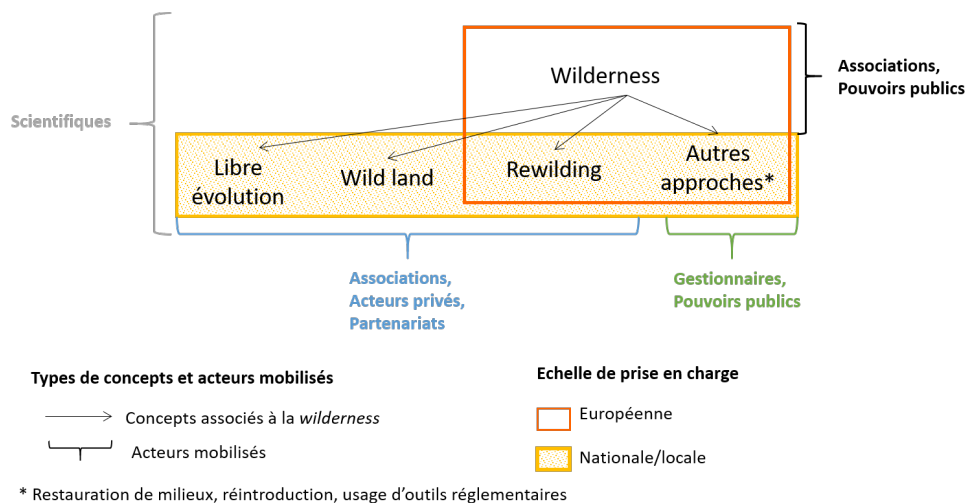 Wilderness
Associations,
Pouvoirs publics
Scientifiques
Libre
évolution
Wild land
Rewilding
Autres
approches*
Associations,
Acteurs privés,
Partenariats
Gestionnaires,
Pouvoirs publics
Types de concepts et acteurs mobilisés
Concepts associés à la wilderness
Acteurs mobilisés
Echelle de prise en charge
Européenne
Nationale/locale
* Restauration de milieux, réintroduction, usage d'outils réglementaires